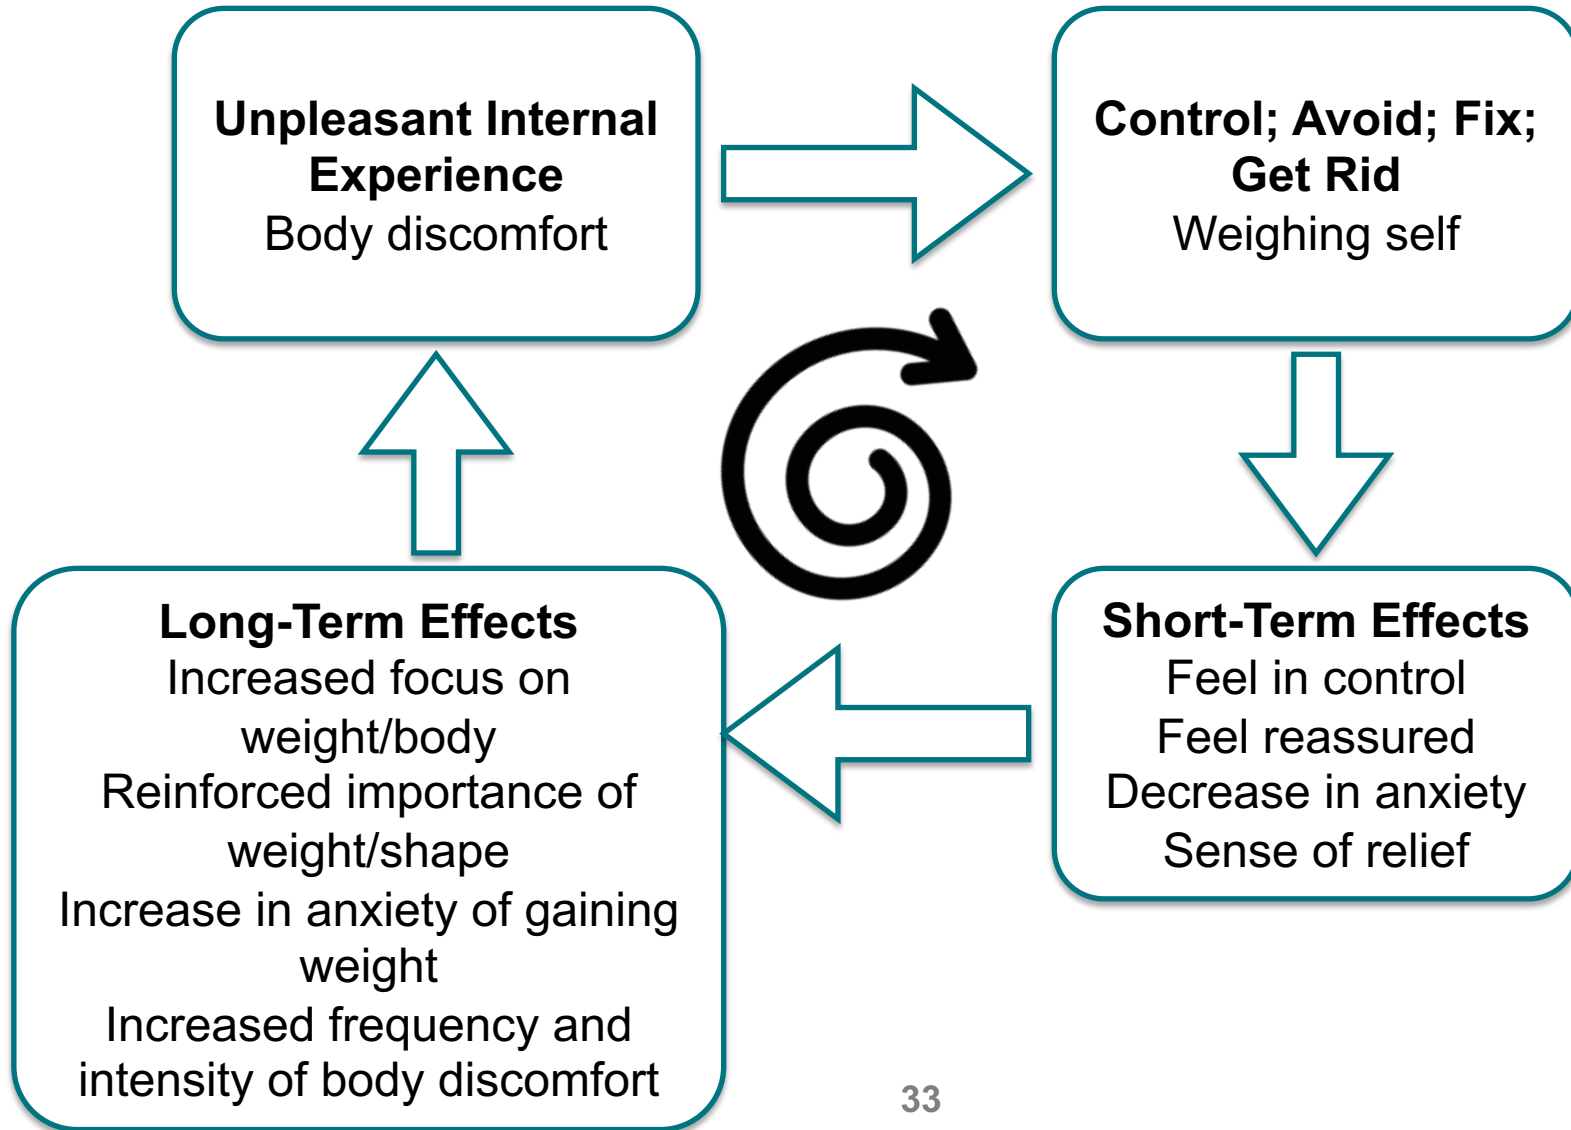 Unpleasant Internal
Experience
Body discomfort
Control; Avoid; Fix;
Get Rid
Weighing self
Short-Term Effects
Feel in control
Feel reassured
Decrease in anxiety
Sense of relief
Long-Term Effects
Increased focus on
weight/body
Reinforced importance of
weight/shape
Increase in anxiety of gaining
weight
Increased frequency and
intensity of body discomfort
33